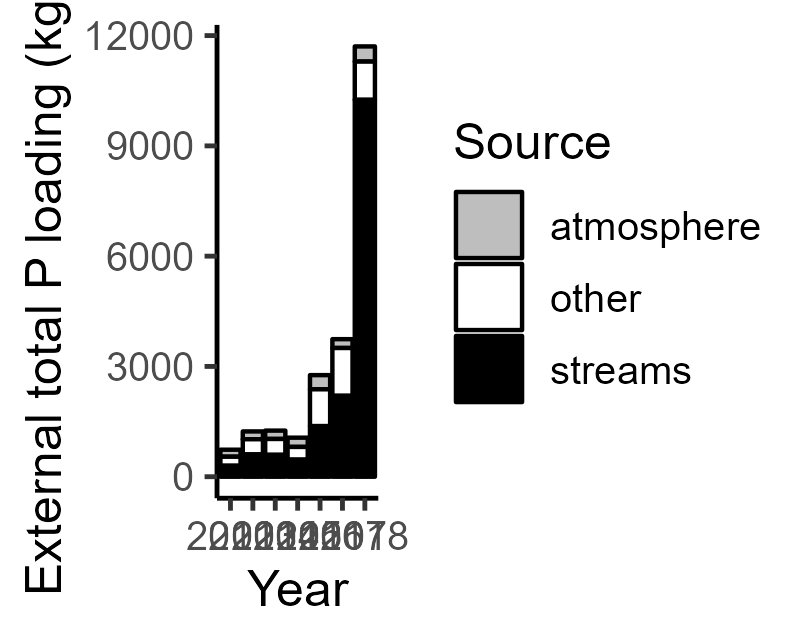 External total P loading (kg
12000
9000
6000
3000
0
Year
Source
atmosphere
other
streams